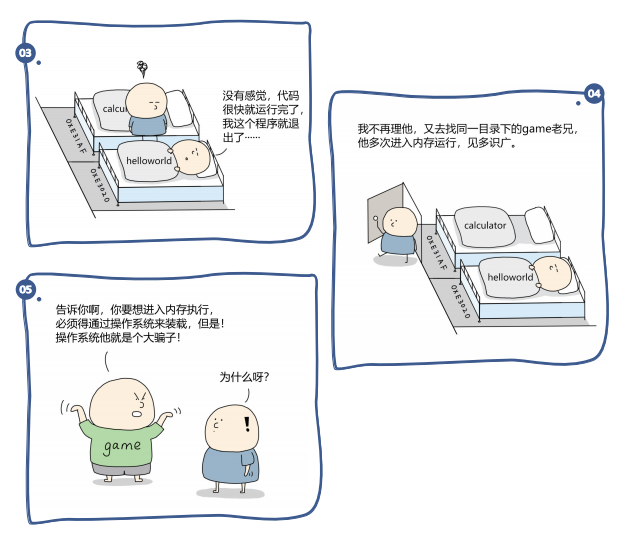 03
没有感觉，代码
很快就运行完了，
我这个程序就退
出了……
calcul
helloworld
0XE31AF
0XE3020
04
我不再理他，又去找同一目录下的game老兄，
他多次进入内存运行，见多识广。
calculator
helloworld
0XE31AF
0XE3020
05
告诉你啊，你要想进入内存执行，
必须得通过操作系统来装载，但是！
操作系统他就是个大骗子！
为什么呀？
game
!